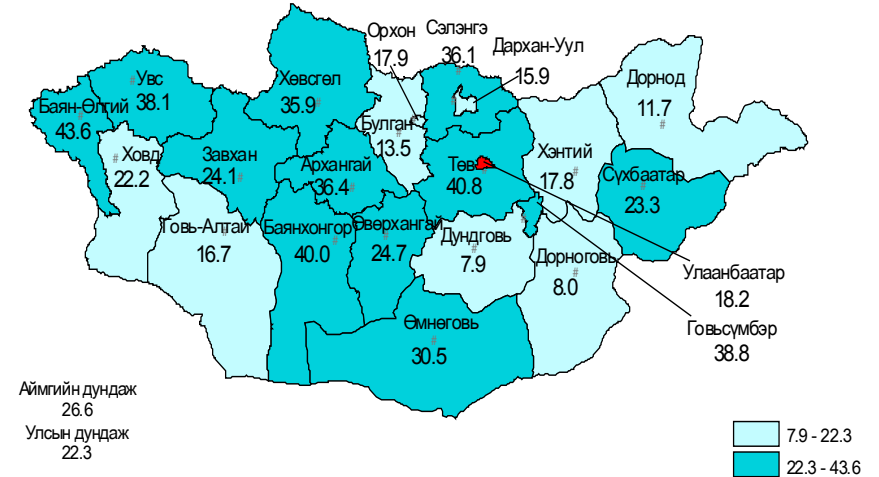 Орхон
17.9
Сэлэнгэ
36.1
Дархан-Уул
15.9
Увс
38.1
Хөвсгөл
35.9
Дорнод
11.7
Баян-Өлгий
43.6
Булган
13.5
Ховд
22.2
Завхан
24.1
Архангай
36.4
Төв
40.8
Хэнтий
17.8
Сүхбаатар
23.3
Говь-Алтай
16.7
Баянхонгор
40.0
Өвөрхангай
24.7
Дундговь
7.9
Дорноговь
8.0
Улаанбаатар
18.2
Говьсүмбэр
38.8
Өмнөговь
30.5
Аймгийн дундаж
26.6
Улсын дундаж
22.3
7.9 - 22.3
22.3 - 43.6